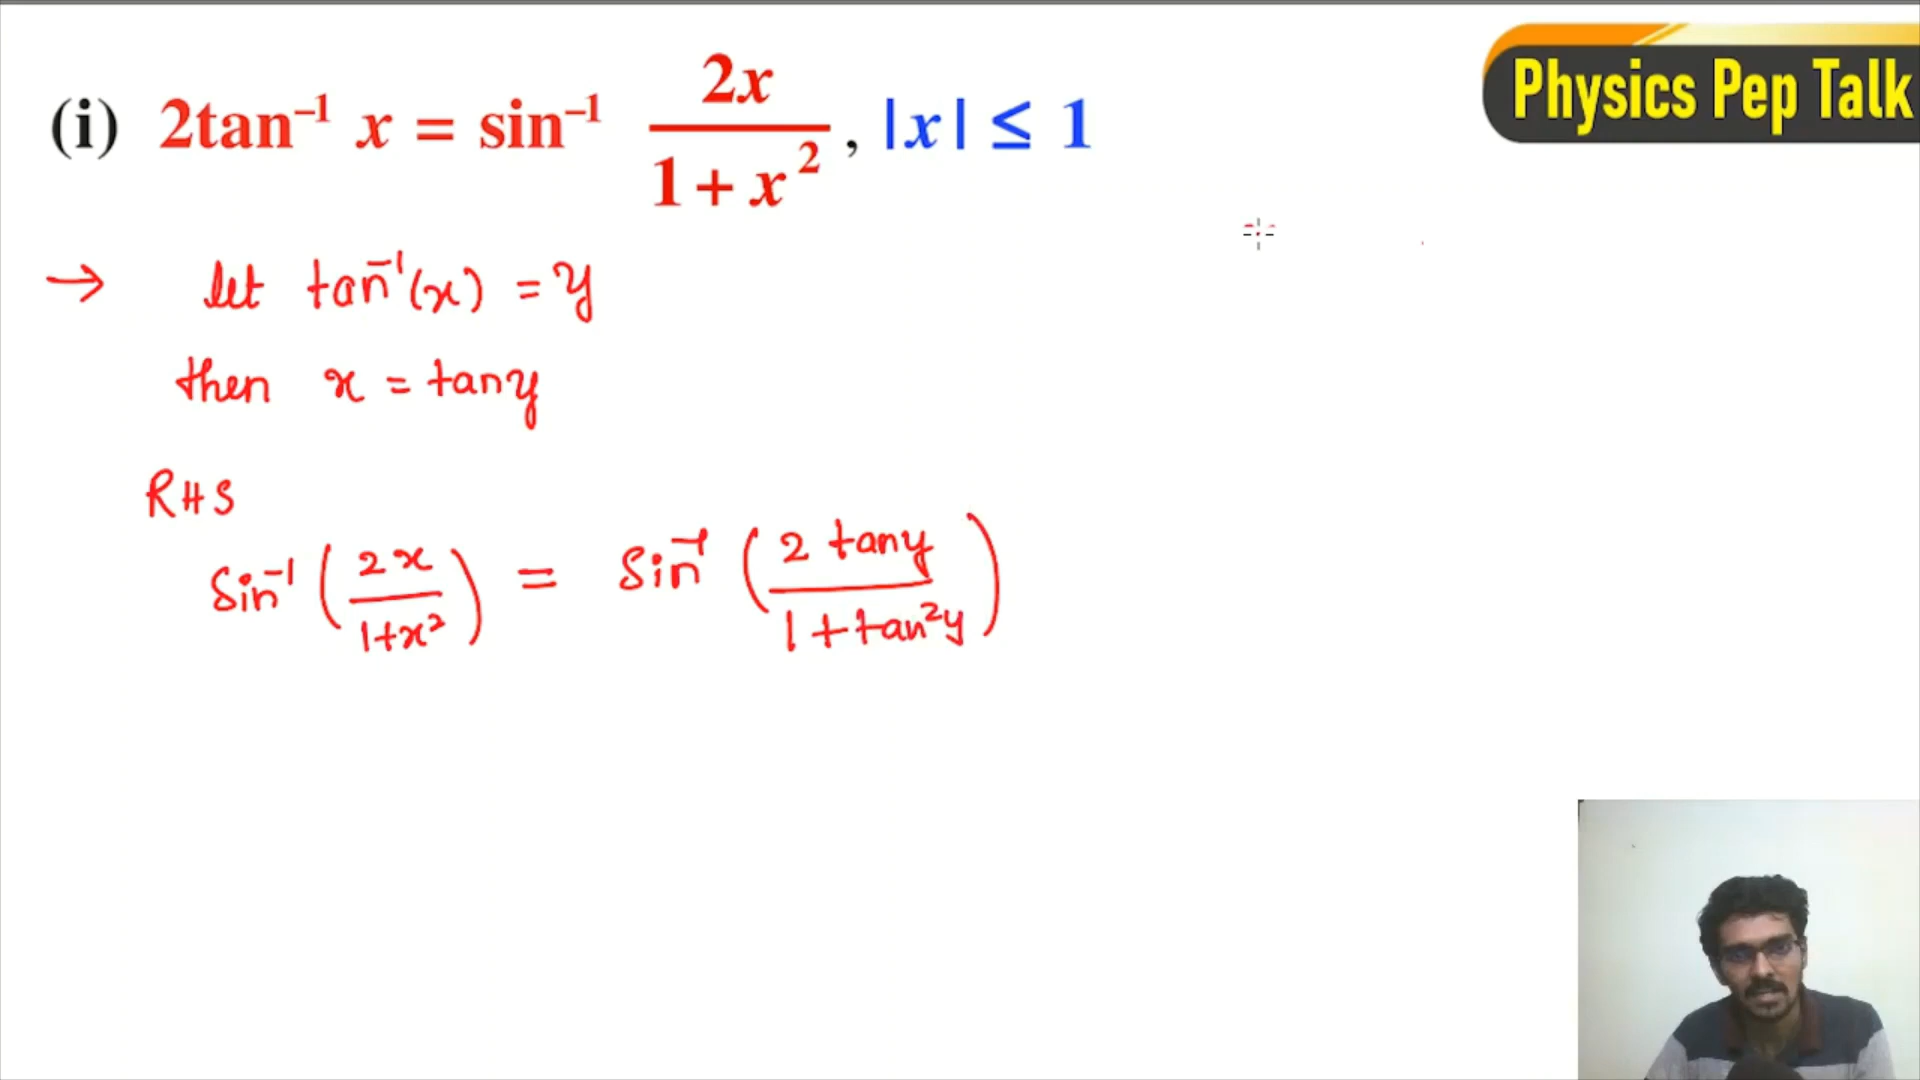 (i) 2tan⁻¹ x = sin⁻¹ 2x/(1 + x²), |x| ≤ 1
Physics Pep Talk
→ let tan⁻¹(x) = y
then x = tany
RHS
Sin⁻¹ (2x/(1+x²)) = Sin⁻¹ (2 tany/(1+tan²y))